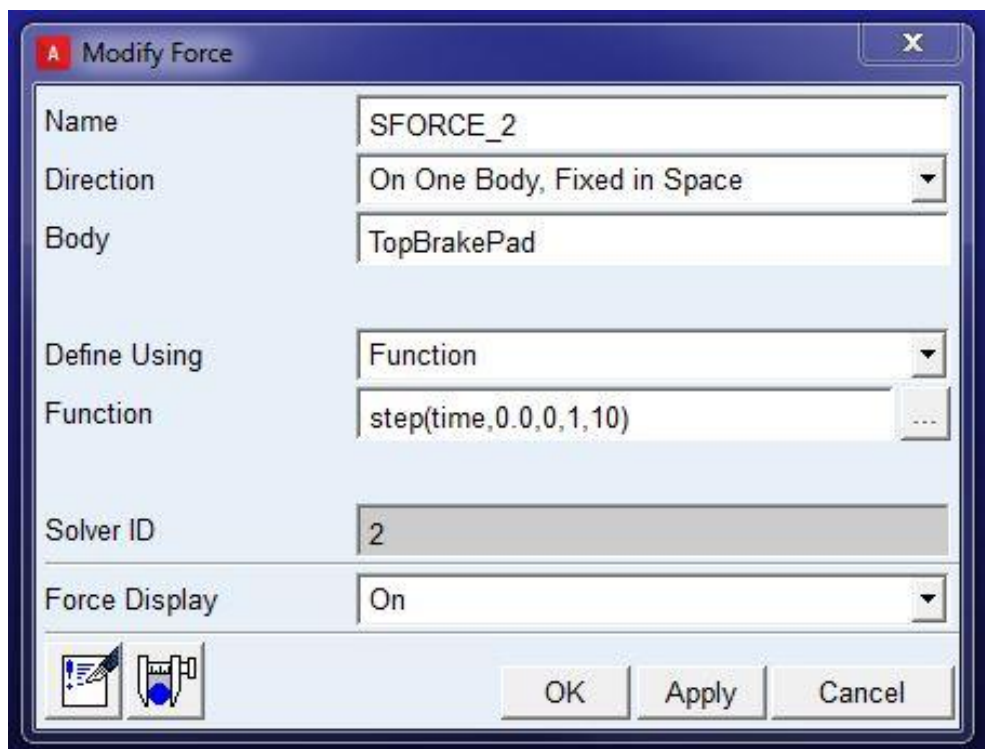 A Modify Force X
Name SFORCE_2
Direction On One Body, Fixed in Space
Body TopBrakePad
Define Using Function
Function step(time,0.0,0,1,10) ...
Solver ID 2
Force Display On
OK Apply Cancel